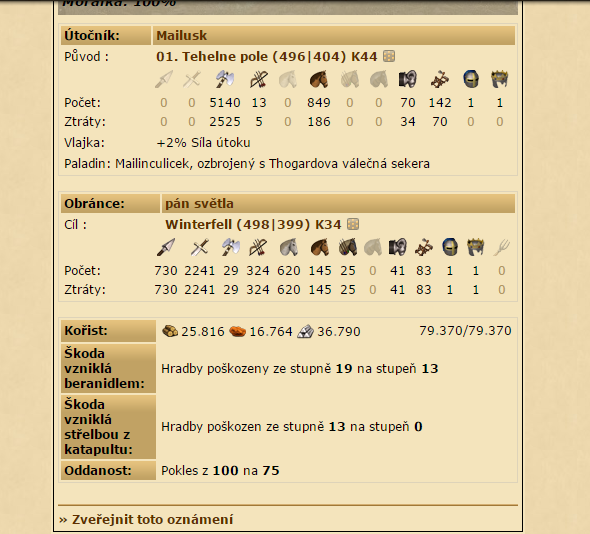 Morálka: 100%
Útočník: Mailusk
Původ : 01. Tehelne pole (496|404) K44
Počet: 0 0 5140 13 0 849 0 0 70 142 1 1
Ztráty: 0 0 2525 5 0 186 0 0 34 70 0 0
Vlajka: +2% Síla útoku
Paladin: Mailinculicek, ozbrojený s Thogardova válečná sekera
Obránce: pán světla
Cíl : Winterfell (498|399) K34
Počet: 730 2241 29 324 620 145 25 0 41 83 1 1 0
Ztráty: 730 2241 29 324 620 145 25 0 41 83 1 1 0
Kořist: 25.816 16.764 36.790 79.370/79.370
Škoda
vzniklá
beranidlem: Hradby poškozeny ze stupně 19 na stupeň 13
Škoda
vzniklá
střelbou z
katapultu: Hradby poškozen ze stupně 13 na stupeň 0
Oddanost: Pokles z 100 na 75
» Zveřejnit toto oznámení